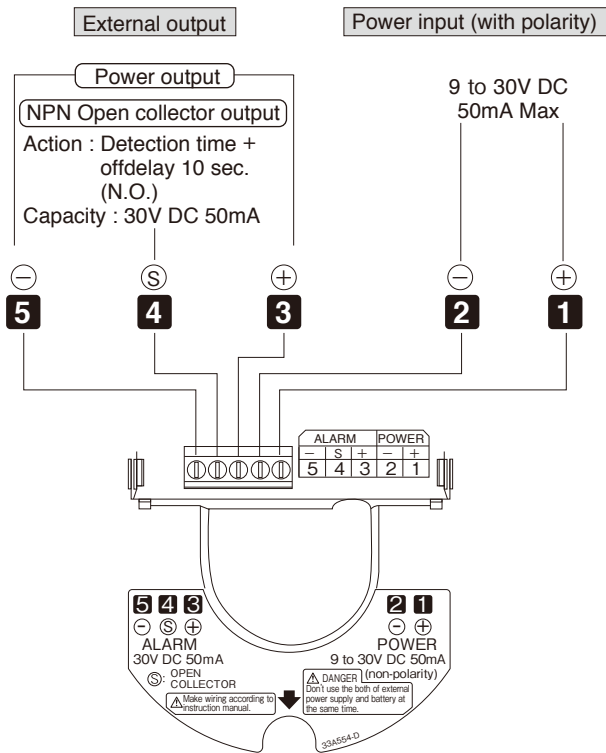 External output
Power input (with polarity)
Power output
NPN Open collector output
Action : Detection time +
offdelay 10 sec.
(N.O.)
Capacity : 30V DC 50mA
9 to 30V DC
50mA Max
− S + − +
5 4 3 2 1
ALARM POWER
− S + − +
5 4 3 2 1
5 4 3
− S +
ALARM
30V DC 50mA
S: OPEN
COLLECTOR
⚠ Make wiring according to
instruction manual.
2 1
− +
POWER
9 to 30V DC 50mA
(non-polarity)
⚠ DANGER
Don't use the both of external
power supply and battery at
the same time.
33A554-D